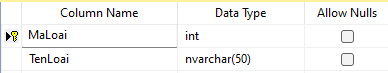 Column Name Data Type Allow Nulls
MaLoai int
TenLoai nvarchar(50)